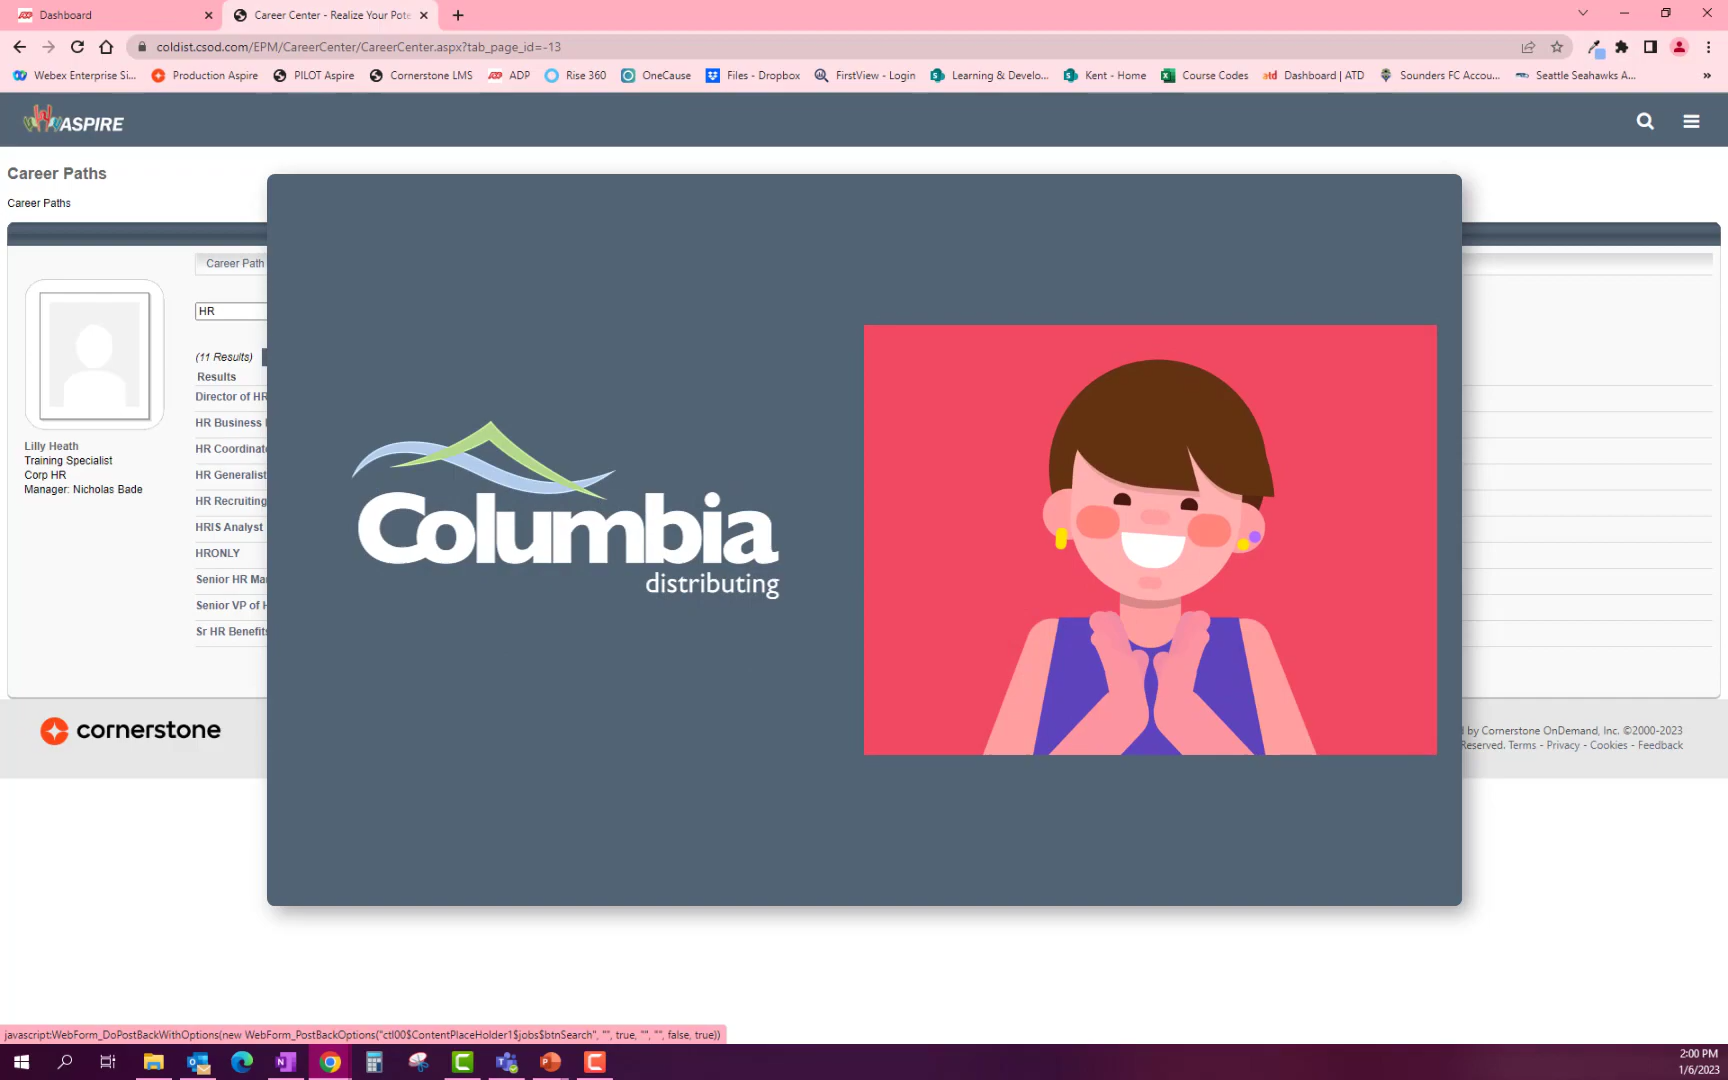 Dashboard
Career Center - Realize Your Pote
coldist.csod.com/EPM/CareerCenter/CareerCenter.aspx?tab_page_id=-13
Webex Enterprise Si...
Production Aspire
PILOT Aspire
Cornerstone LMS
ADP
Rise 360
OneCause
Files - Dropbox
FirstView - Login
Learning & Develo...
Kent - Home
Course Codes
atd Dashboard | ATD
Sounders FC Accou...
Seattle Seahawks A...
»
ASPIRE
Career Paths
Career Paths
Career Path
HR
(11 Results)
Results
Director of HR
HR Business
HR Coordinat
HR Generalist
HR Recruiting
HRIS Analyst
HRONLY
Senior HR Ma
Senior VP of H
Sr HR Benefits
Lilly Heath
Training Specialist
Corp HR
Manager: Nicholas Bade
Columbia
distributing
cornerstone
d by Cornerstone OnDemand, Inc. ©2000-2023
Reserved. Terms - Privacy - Cookies - Feedback
javascript:WebForm_DoPostBackWithOptions(new WebForm_PostBackOptions("ctl00$ContentPlaceHolder1$jobs$btnSearch", "", true, "", "", false, true))
2:00 PM
1/6/2023